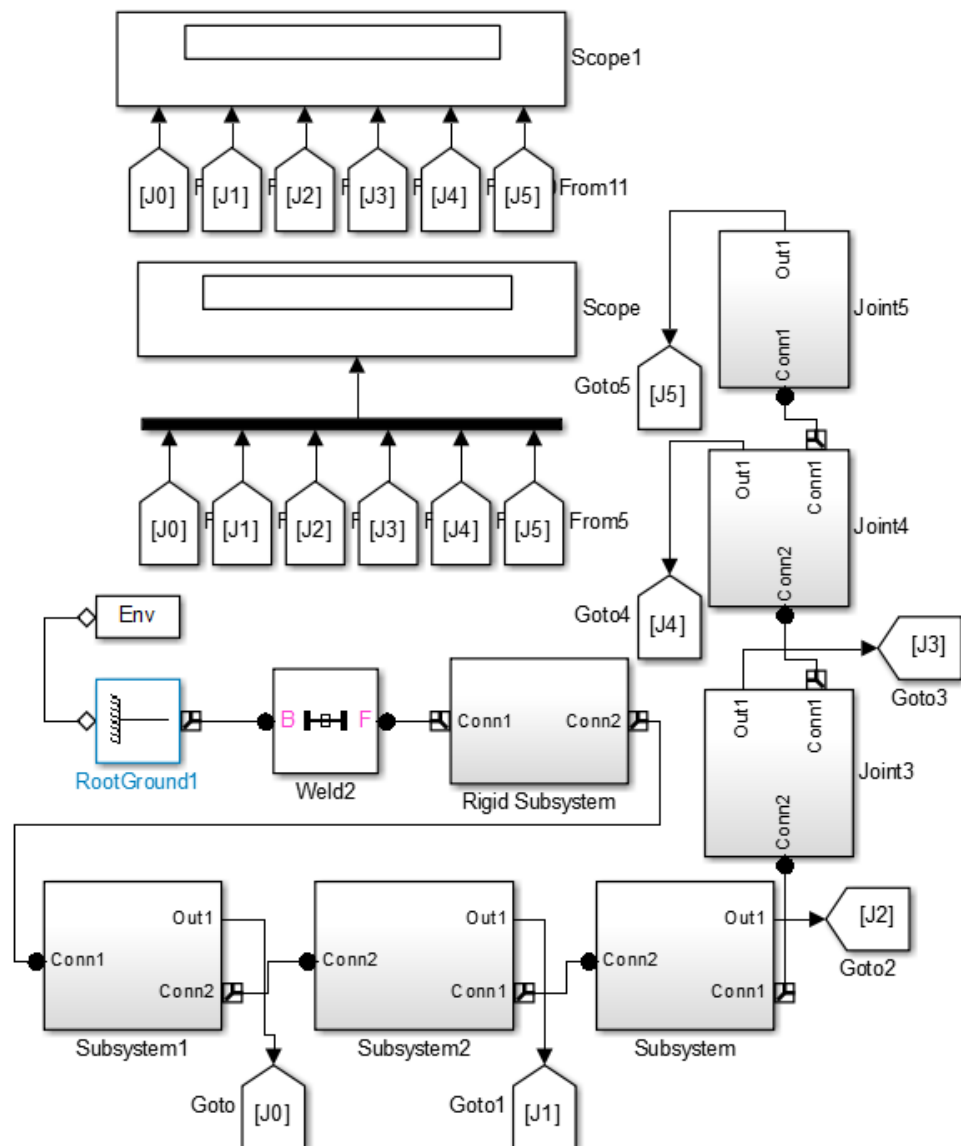 Scope1
[J0] F [J1] F [J2] F [J3] F [J4] F [J5] From11
Out1
Conn1
Joint5
Scope
Goto5
[J5]
[J0] F [J1] F [J2] F [J3] F [J4] F [J5] From5
Out1
Conn1
Conn2
Joint4
Goto4
[J4]
Env
[J3]
Goto3
RootGround1
B F
Weld2
Conn1 Conn2
Rigid Subsystem
Out1
Conn1
Conn2
Joint3
Out1
Conn1
Conn2
Subsystem1
Out1
Conn2
Conn1
Subsystem2
Out1
Conn2
Conn1
Subsystem
[J2]
Goto2
Goto
[J0]
Goto1
[J1]